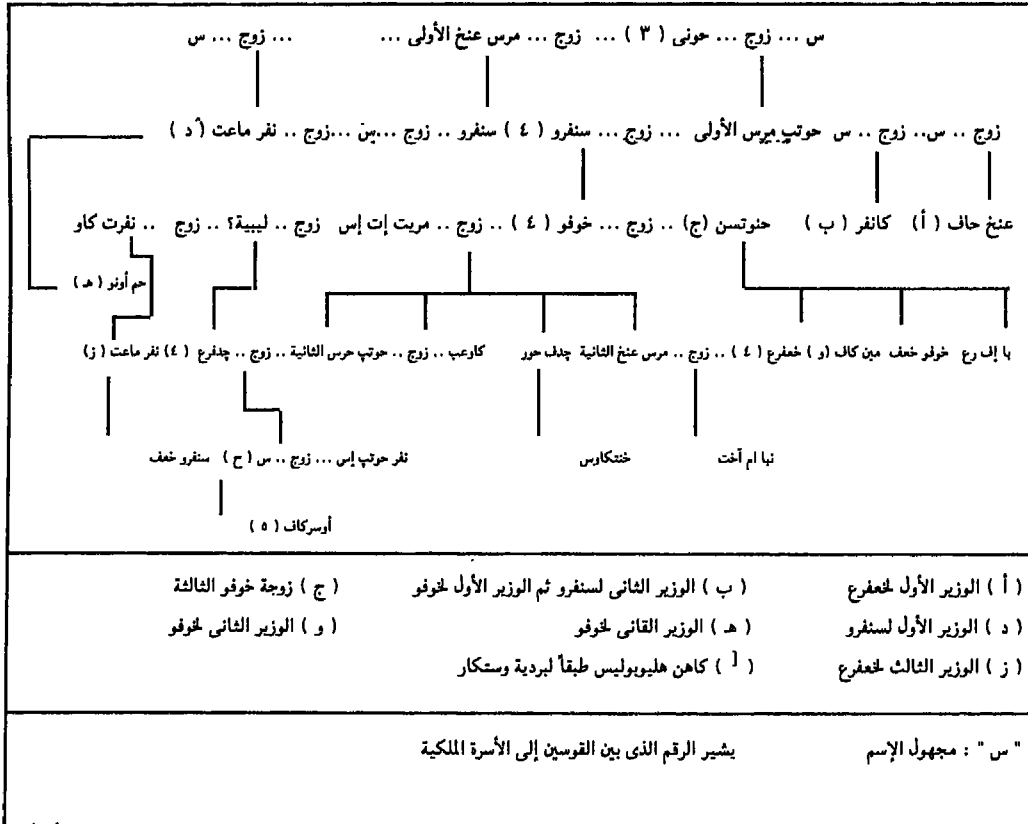 س ... زوج ... حونى ( ٣ ) ... زوج ... مرس عنخ الأولى ... ... زوج ... س
زوج .. س.. زوج .. س حوتب ميرس الأولى ... زوج ... سنفرو ( ٤ ) سنفرو .. زوج ...س ...زوج .. نفر ماعت ( د )
عنخ حاف ( أ ) كانفر ( ب ) حنوتسن (ج) .. زوج ... خوفو ( ٤ ) .. زوج .. مريت إت إس زوج .. ليبية؟ .. زوج .. نفرت كاو
حم أونو ( هـ )
با إف رع خوفو خعف مين كاف (و) خعفرع ( ٤ ) .. زوج .. مرس عنخ الثانية جدف حور كاوعب .. زوج .. حوتب حرس الثانية .. زوج .. جدفرع ( ٤) نفر ماعت ( ز)
نبا ام آخت خنتكاوس نفر حوتب إس ... زوج .. س ( ح ) سنفرو خعف
أوسركاف ( ٥ )
( أ ) الوزير الأول لخعفرع ( ب ) الوزير الثانى لسنفرو ثم الوزير الأول لخوفو ( ج ) زوجة خوفو الثالثة
( د ) الوزير الأول لسنفرو ( هـ ) الوزير القانى لخوفو ( و ) الوزير الثانى لخوفو
( ز ) الوزير الثالث لخعفرع ( [ ) كاهن هليوبوليس طبقاً لبردية وستكار
" س " : مجهول الإسم يشير الرقم الذى بين القوسين إلى الأسرة الملكية